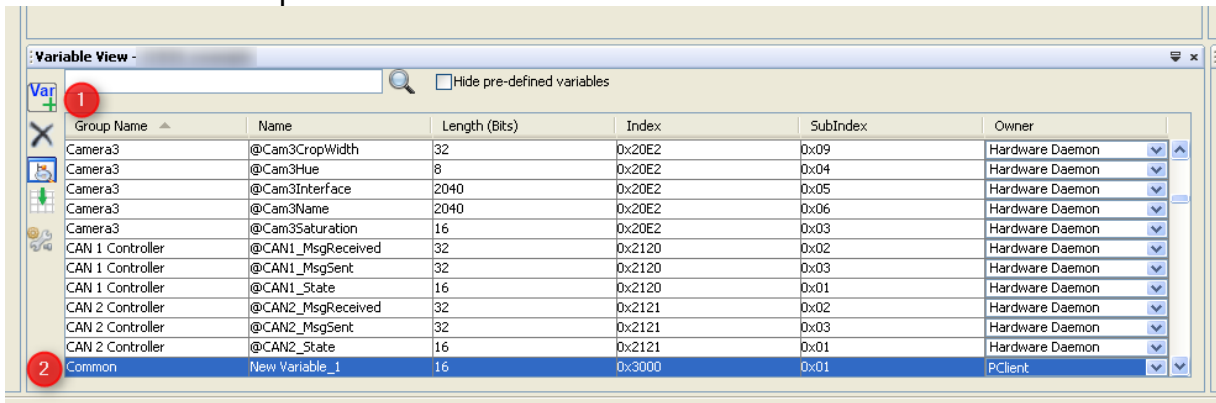 Variable View -
Var
Hide pre-defined variables
1
Group Name Name Length (Bits) Index SubIndex Owner
Camera3 @Cam3CropWidth 32 0x20E2 0x09 Hardware Daemon
Camera3 @Cam3Hue 8 0x20E2 0x04 Hardware Daemon
Camera3 @Cam3Interface 2040 0x20E2 0x05 Hardware Daemon
Camera3 @Cam3Name 2040 0x20E2 0x06 Hardware Daemon
Camera3 @Cam3Saturation 16 0x20E2 0x03 Hardware Daemon
CAN 1 Controller @CAN1_MsgReceived 32 0x2120 0x02 Hardware Daemon
CAN 1 Controller @CAN1_MsgSent 32 0x2120 0x03 Hardware Daemon
CAN 1 Controller @CAN1_State 16 0x2120 0x01 Hardware Daemon
CAN 2 Controller @CAN2_MsgReceived 32 0x2121 0x02 Hardware Daemon
CAN 2 Controller @CAN2_MsgSent 32 0x2121 0x03 Hardware Daemon
CAN 2 Controller @CAN2_State 16 0x2121 0x01 Hardware Daemon
2 Common New Variable_1 16 0x3000 0x01 PClient